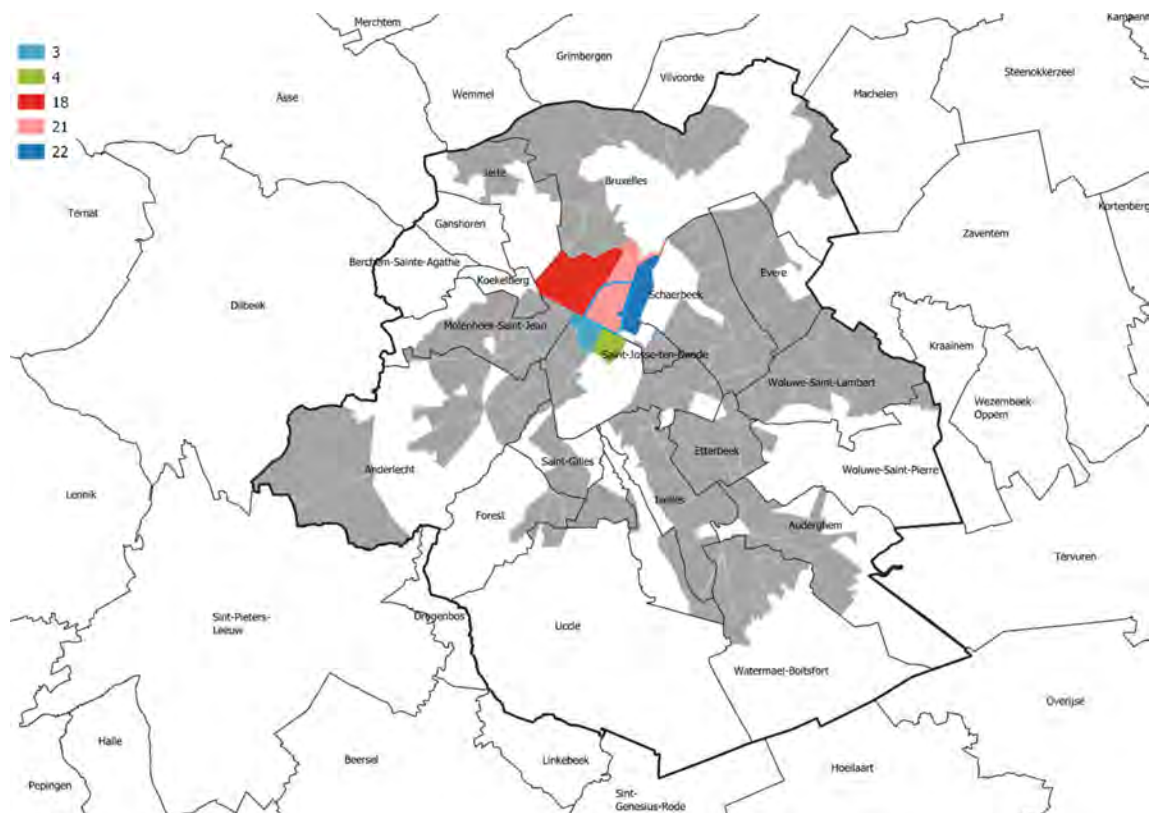 Merchtem
Kampenh
3
Grimbergen
Steenokkerzeel
4
Vilvoorde
Asse
Wemmel
Machelen
18
21
22
Jette
Bruxelles
Ternat
Kortenberg
Ganshoren
Zaventem
Berchem-Sainte-Agathe
Evere
Koekelberg
Schaerbeek
Dilbeek
Molenbeek-Saint-Jean
Kraainem
Saint-Josse-ten-Noode
Woluwe-Saint-Lambert
Wezembeek-
Oppem
Etterbeek
Saint-Gilles
Anderlecht
Woluwe-Saint-Pierre
Lennik
Ixelles
Forest
Auderghem
Tervuren
Sint-Pieters-
Leeuw
Drogenbos
Uccle
Watermael-Boitsfort
Overijse
Halle
Beersel
Linkebeek
Hoeilaart
Pepingen
Sint-
Genesius-Rode